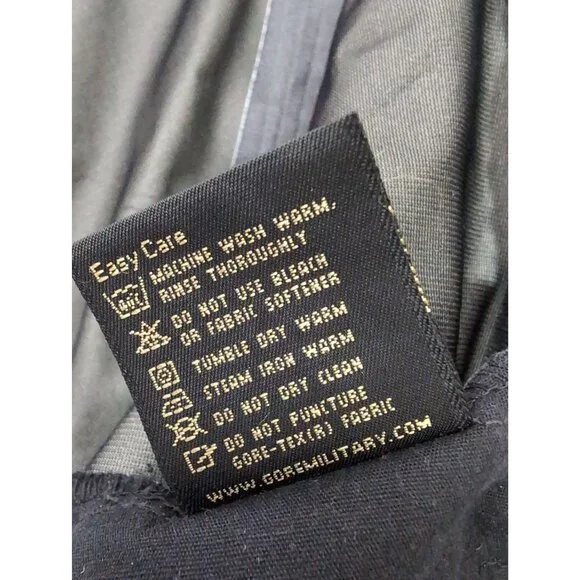 Easy Care
MACHINE WASH WARM,
RINSE THOROUGHLY
DO NOT USE BLEACH
OR FABRIC SOFTENER
TUMBLE DRY WARM
STEAM IRON WARM
DO NOT DRY CLEAN
DO NOT PUNCTURE
GORE-TEX(R) FABRIC
WWW.GOREMILITARY.COM